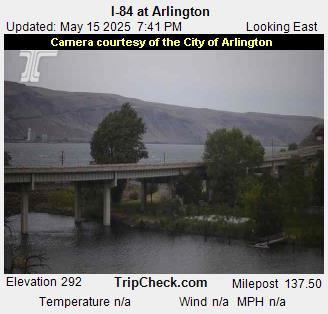 I-84 at Arlington
Updated: May 15 2025 7:41 PM Looking East
Camera courtesy of the City of Arlington
Elevation 292 TripCheck.com Milepost 137.50
Temperature n/a Wind n/a MPH n/a